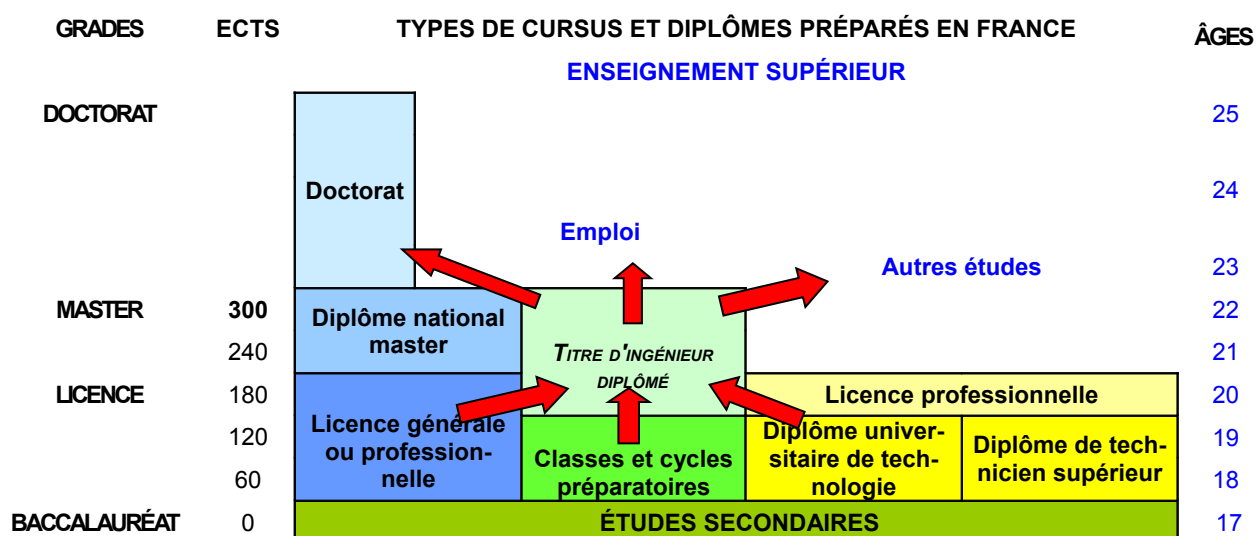 GRADES ECTS TYPES DE CURSUS ET DIPLÔMES PRÉPARÉS EN FRANCE ÂGES
ENSEIGNEMENT SUPÉRIEUR
DOCTORAT 25
Doctorat 24
Emploi
Autres études 23
MASTER 300 22
Diplôme national
master
240 21
TITRE D'INGÉNIEUR
DIPLÔMÉ
LICENCE 180 Licence professionnelle 20
Licence générale
ou profession-
nelle
120 19
60 18
Classes et cycles
préparatoires
Diplôme univer-
sitaire de tech-
nologie
Diplôme de tech-
nicien supérieur
BACCALAURÉAT 0 ÉTUDES SECONDAIRES 17